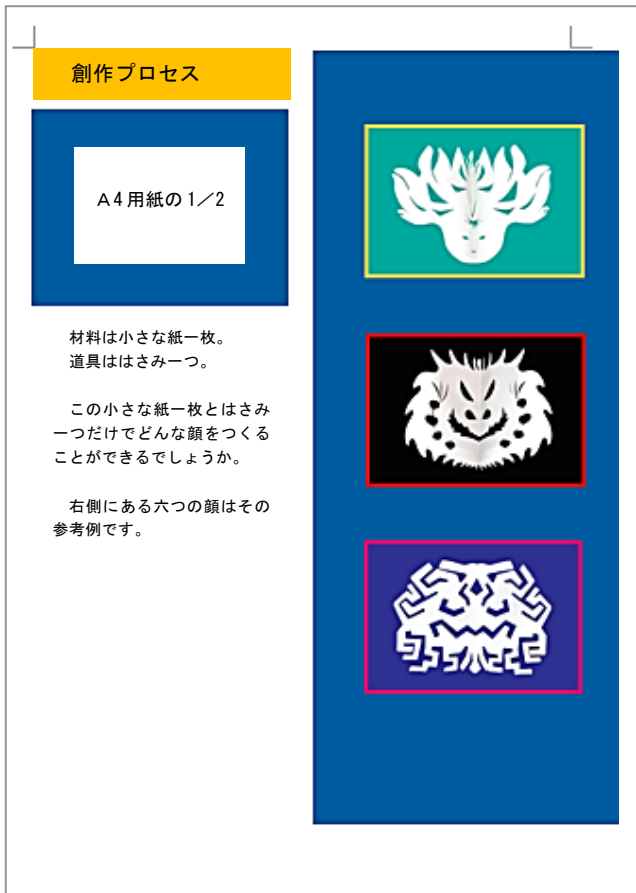 創作プロセス
A4用紙の1／2
材料は小さな紙一枚。
道具ははさみ一つ。
この小さな紙一枚とはさみ
一つだけでどんな顔をつくる
ことができるでしょうか。
右側にある六つの顔はその
参考例です。